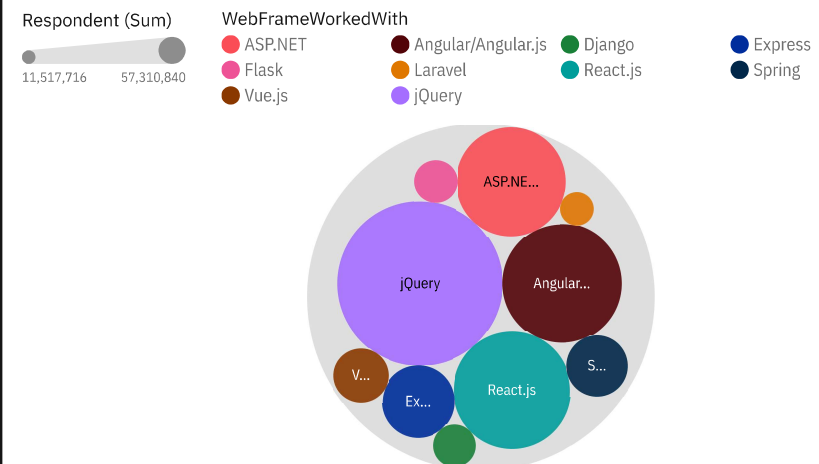 Respondent (Sum)
11,517,716 57,310,840
WebFrameWorkedWith
ASP.NET Angular/Angular.js Django Express
Flask Laravel React.js Spring
Vue.js jQuery
ASP.NE...
jQuery
Angular...
S...
V...
React.js
Ex...